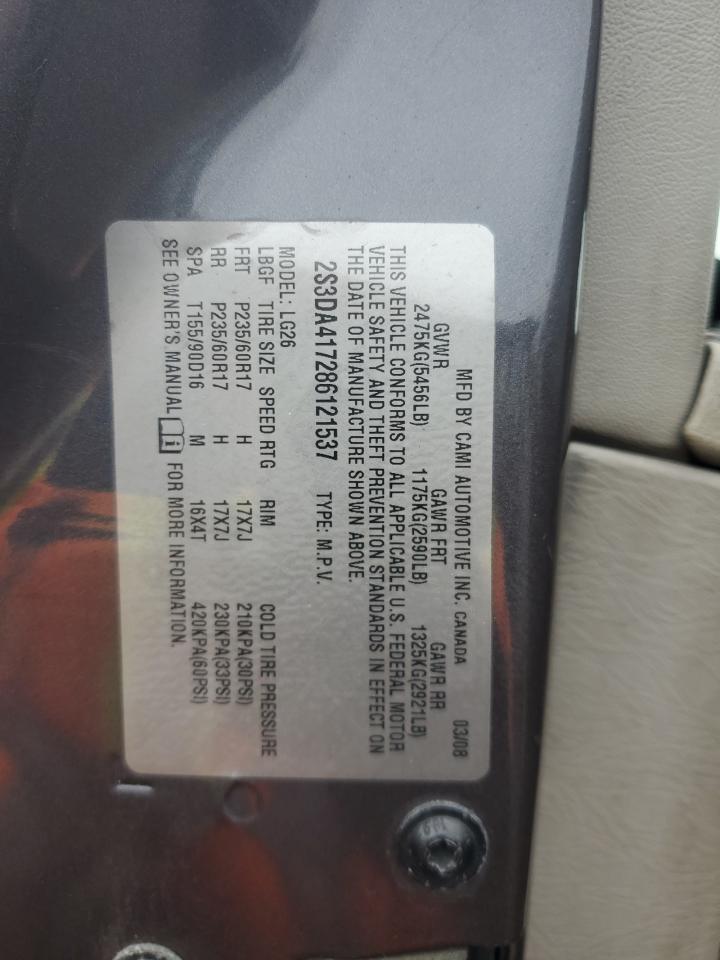 MFD BY CAMI AUTOMOTIVE INC. CANADA 03/08
GVWR GAWR FRT GAWR RR
2475KG(5456LB) 1175KG(2590LB) 1325KG(2921LB)
THIS VEHICLE CONFORMS TO ALL APPLICABLE U.S. FEDERAL MOTOR
VEHICLE SAFETY AND THEFT PREVENTION STANDARDS IN EFFECT ON
THE DATE OF MANUFACTURE SHOWN ABOVE.
2S3DA417286121537 TYPE: M.P.V.
MODEL: LG26
LBGF TIRE SIZE SPEED RTG RIM COLD TIRE PRESSURE
FRT P235/60R17 H 17X7J 210KPA(30PSI)
RR P235/60R17 H 17X7J 230KPA(33PSI)
SPA T155/90D16 M 16X4T 420KPA(60PSI)
SEE OWNER'S MANUAL i FOR MORE INFORMATION.